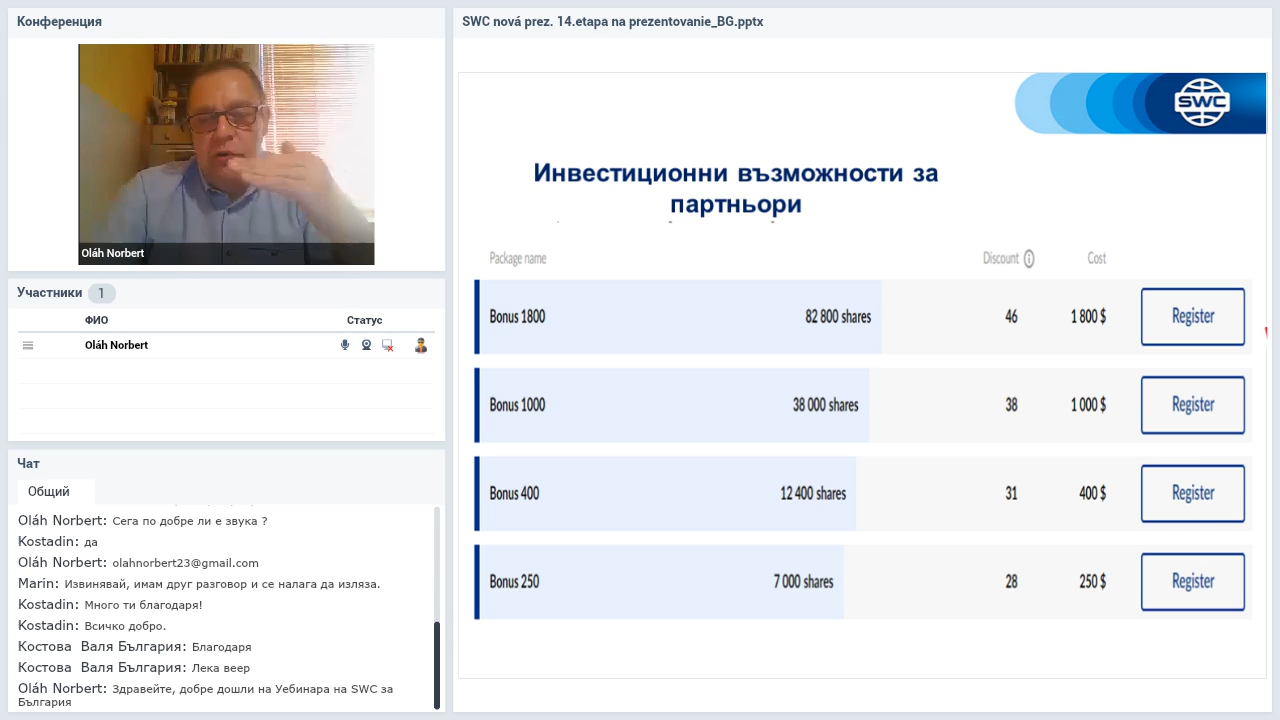 Конференция
Oláh Norbert
Участники 1
ФИО Статус
Oláh Norbert
Чат
Общий
Oláh Norbert: Сега по добре ли е звука ?
Kostadin: да
Oláh Norbert: olahnorbert23@gmail.com
Marin: Извинявай, имам друг разговор и се налага да изляза.
Kostadin: Много ти благодаря!
Kostadin: Всичко добро.
Костова Валя България: Благодаря
Костова Валя България: Лека веер
Oláh Norbert: Здравейте, добре дошли на Уебинара на SWC за
България
SWC nová prez. 14.etapa na prezentovanie_BG.pptx
SWC
Инвестиционни възможности за
партньори
Package name Discount Cost
Bonus 1800 82 800 shares 46 1 800 $ Register
Bonus 1000 38 000 shares 38 1 000 $ Register
Bonus 400 12 400 shares 31 400 $ Register
Bonus 250 7 000 shares 28 250 $ Register